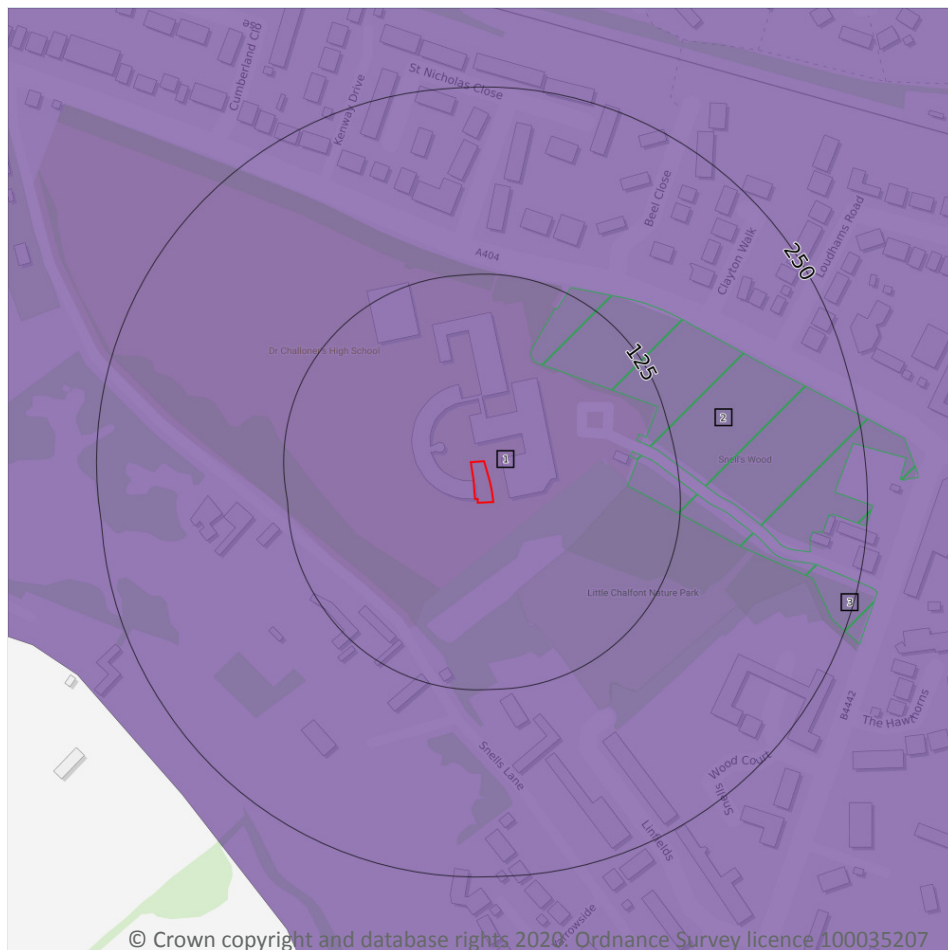 Cumberland Clo
Kenway Drive
St Nicholas Close
Beel Close
Clayton Walk
Loudhams Road
250
A404
125
Dr Challoner's High School
2
1
Snell's Wood
Little Chalfont Nature Park
3
B4442
The Hawthorns
Snells Lane
Wood Court
Snells
Linfields
© Crown copyright and database rights 2020. Ordnance Survey licence 100035207